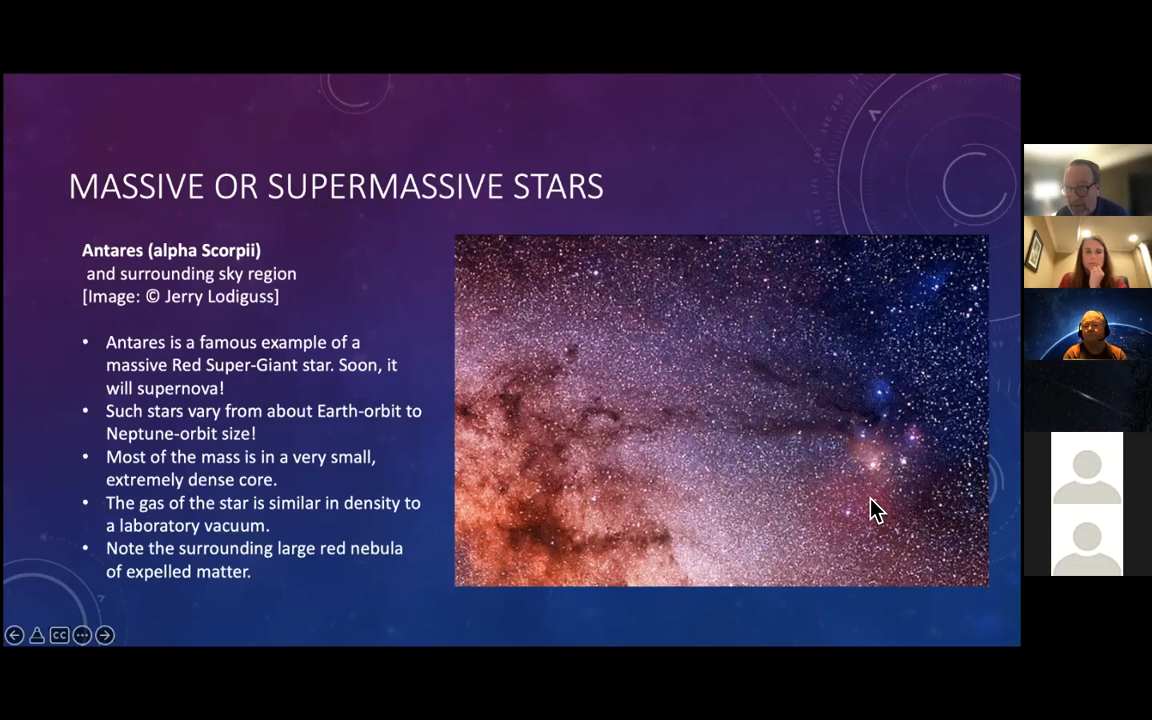 MASSIVE OR SUPERMASSIVE STARS
Antares (alpha Scorpii)
and surrounding sky region
[Image: © Jerry Lodiguss]
• Antares is a famous example of a
massive Red Super-Giant star. Soon, it
will supernova!
• Such stars vary from about Earth-orbit to
Neptune-orbit size!
• Most of the mass is in a very small,
extremely dense core.
• The gas of the star is similar in density to
a laboratory vacuum.
• Note the surrounding large red nebula
of expelled matter.
CC